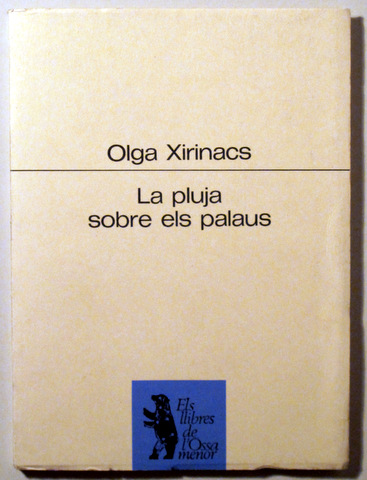 Olga Xirinacs
La pluja
sobre els palaus
Els
llibres
de
l'Ossa
menor